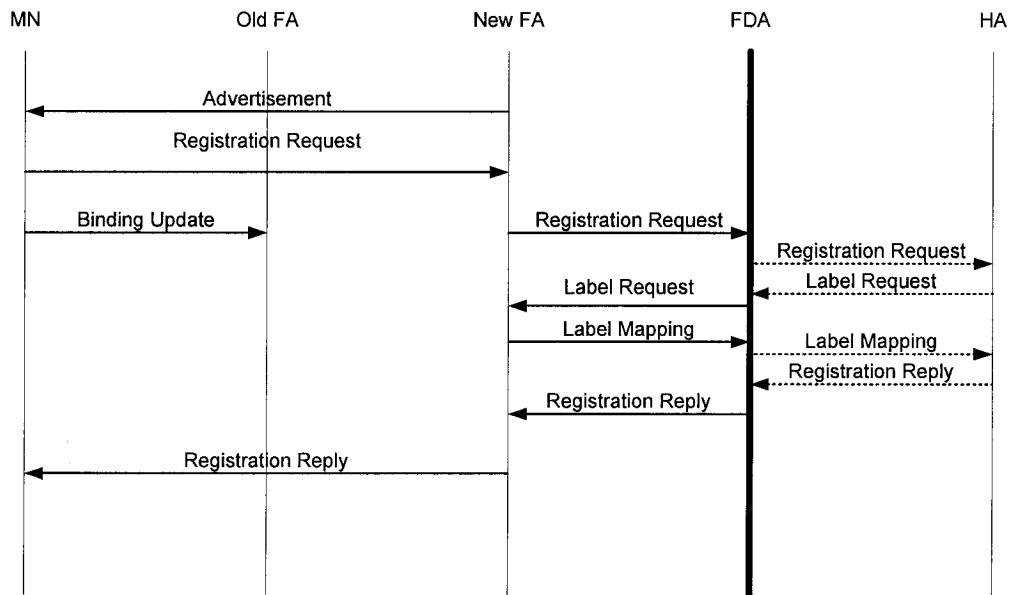 MN Old FA New FA FDA HA
Advertisement
Registration Request
Binding Update Registration Request
Registration Request
Label Request
Label Request
Label Mapping
Label Mapping
Registration Reply
Registration Reply
Registration Reply